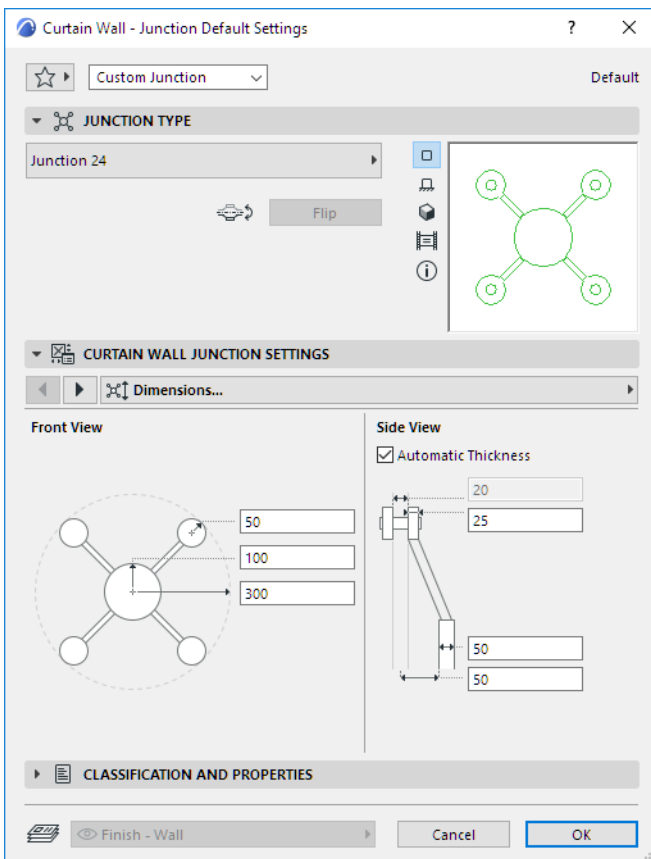 Curtain Wall - Junction Default Settings
?
Custom Junction
Default
JUNCTION TYPE
Junction 24
Flip
CURTAIN WALL JUNCTION SETTINGS
Dimensions...
Front View
50
100
300
Side View
Automatic Thickness
20
25
50
50
CLASSIFICATION AND PROPERTIES
Finish - Wall
Cancel
OK